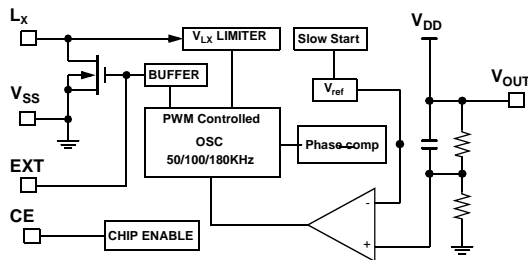 LX
VLX LIMITER
Slow Start
VDD
BUFFER
Vref
VOUT
VSS
PWM Controlled
OSC
50/100/180KHz
Phase comp
EXT
-
+
CE
CHIP ENABLE